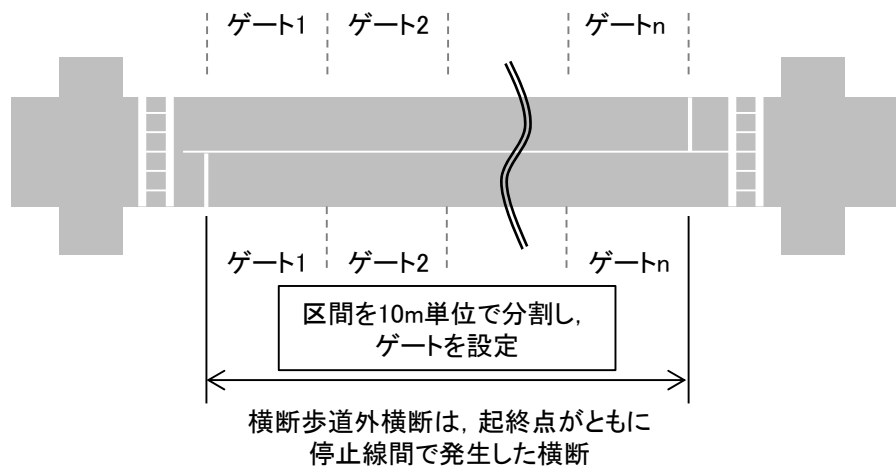 ゲート1 ゲート2 ゲートn
ゲート1 ゲート2 ゲートn
区間を10m単位で分割し,
ゲートを設定
横断歩道外横断は, 起終点がともに
停止線間で発生した横断